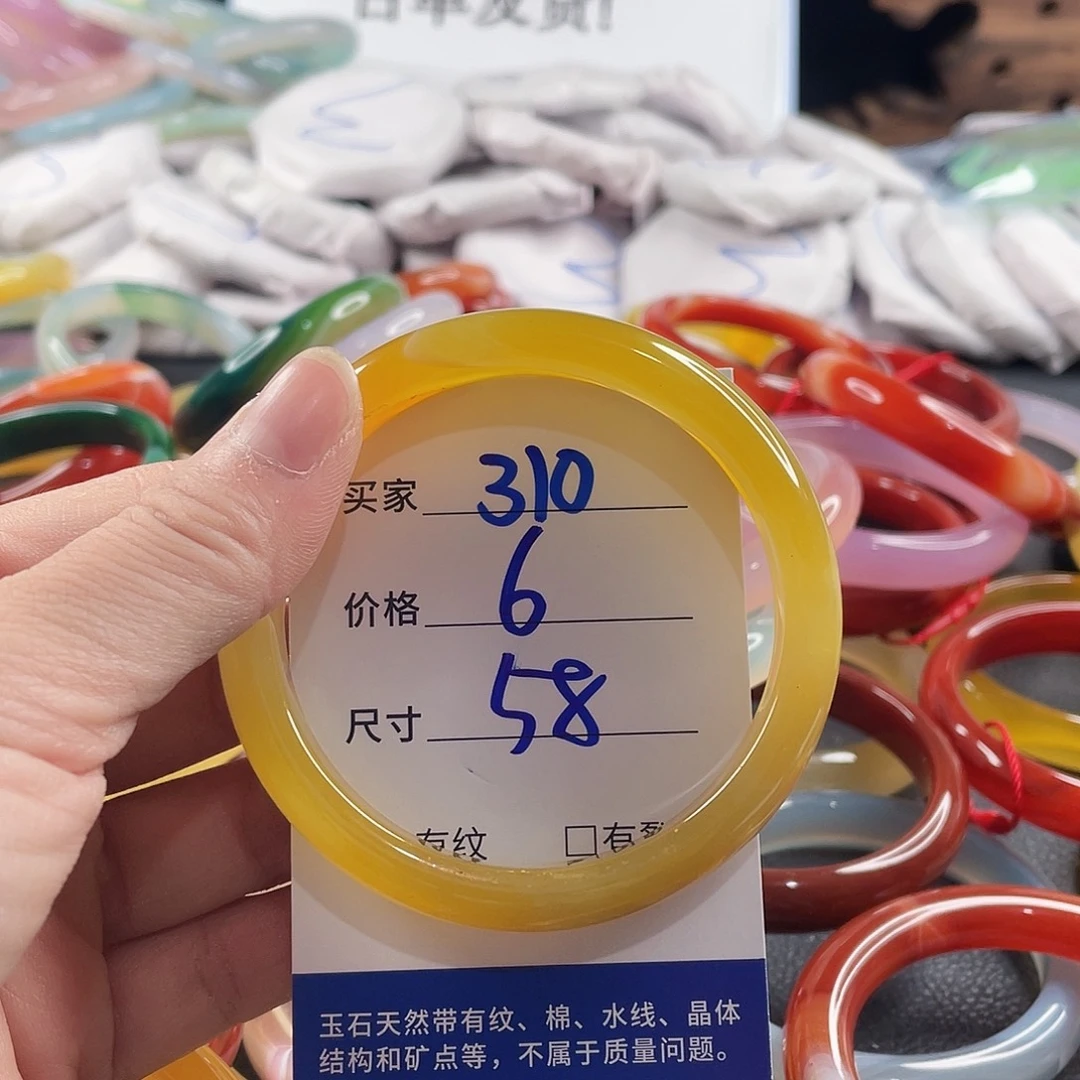 买家 310
价格 6
尺寸 58
有纹 □有裂
玉石天然带有纹、棉、水线、晶体
结构和矿点等，不属于质量问题。